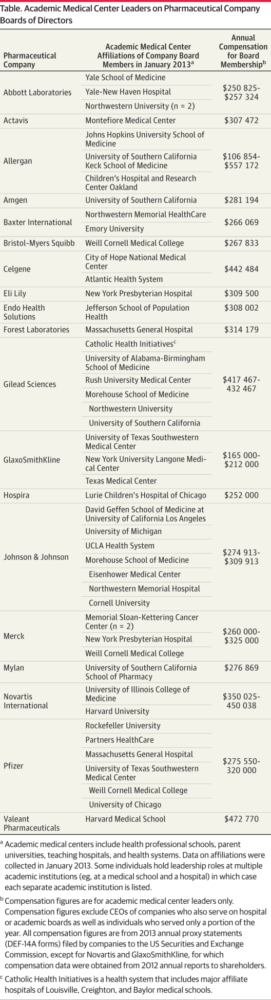 Table. Academic Medical Center Leaders on Pharmaceutical Company
Boards of Directors
Pharmaceutical
Company
Academic Medical Center
Affiliations of Company Board
Members in January 2013a
Annual
Compensation
for Board
Membershipb
Abbott Laboratories
Yale School of Medicine
Yale-New Haven Hospital
Northwestern University (n = 2)
$250 825-
$257 324
Actavis
Montefiore Medical Center
$307 472
Allergan
Johns Hopkins University School of
Medicine
University of Southern California
Keck School of Medicine
Children's Hospital and Research
Center Oakland
$106 854-
$557 172
Amgen
University of Southern California
$281 194
Baxter International
Northwestern Memorial HealthCare
Emory University
$266 069
Bristol-Myers Squibb
Weill Cornell Medical College
$267 833
Celgene
City of Hope National Medical
Center
Atlantic Health System
$442 484
Eli Lily
New York Presbyterian Hospital
$309 500
Endo Health
Solutions
Jefferson School of Population
Health
$308 002
Forest Laboratories
Massachusetts General Hospital
$314 179
Gilead Sciences
Catholic Health Initiativesc
University of Alabama-Birmingham
School of Medicine
Rush University Medical Center
Morehouse School of Medicine
Northwestern University
University of Southern California
$417 467-
432 467
GlaxoSmithKline
University of Texas Southwestern
Medical Center
New York University Langone Medi-
cal Center
Texas Medical Center
$165 000-
$212 000
Hospira
Lurie Children's Hospital of Chicago
$252 000
Johnson & Johnson
David Geffen School of Medicine at
University of California Los Angeles
University of Michigan
UCLA Health System
Morehouse School of Medicine
Eisenhower Medical Center
Northwestern Memorial Hospital
Cornell University
$274 913-
$309 913
Merck
Memorial Sloan-Kettering Cancer
Center (n = 2)
New York Presbyterian Hospital
Weill Cornell Medical College
$260 000-
$325 000
Mylan
University of Southern California
School of Pharmacy
$276 869
Novartis
International
University of Illinois College of
Medicine
Harvard University
$350 025-
450 038
Pfizer
Rockefeller University
Partners HealthCare
Massachusetts General Hospital
University of Texas Southwestern
Medical Center
Weill Cornell Medical College
University of Chicago
$275 550-
320 000
Valeant
Pharmaceuticals
Harvard Medical School
$472 770
a Academic medical centers include health professional schools, parent
universities, teaching hospitals, and health systems. Data on affiliations were
collected in January 2013. Some individuals hold leadership roles at multiple
academic institutions (eg, at a medical school and a hospital) in which case
each separate academic institution is listed.
b Compensation figures are for academic medical center leaders only.
Compensation figures exclude CEOs of companies who also serve on hospital
or academic boards as well as individuals who served only a portion of the
year. All compensation figures are from 2013 annual proxy statements
(DEF-14A forms) filed by companies to the US Securities and Exchange
Commission, except for Novartis and GlaxoSmithKline, for which
compensation data were obtained from 2012 annual reports to shareholders.
c Catholic Health Initiatives is a health system that includes major affiliate
hospitals of Louisville, Creighton, and Baylor medical schools.